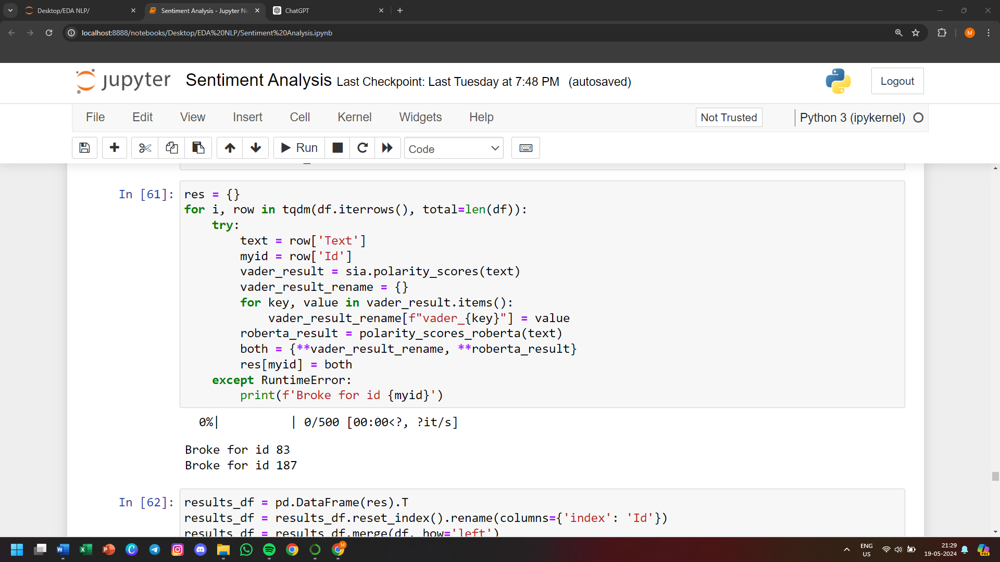 Desktop/EDA NLP/
Sentiment Analysis - Jupyter No
ChatGPT
localhost:8888/notebooks/Desktop/EDA%20NLP/Sentiment%20Analysis.ipynb
M
jupyter Sentiment Analysis Last Checkpoint: Last Tuesday at 7:48 PM (autosaved)
Logout
File Edit View Insert Cell Kernel Widgets Help
Not Trusted
Python 3 (ipykernel)
Run
Code
In [61]:
res = {}
for i, row in tqdm(df.iterrows(), total=len(df)):
    try:
        text = row['Text']
        myid = row['Id']
        vader_result = sia.polarity_scores(text)
        vader_result_rename = {}
        for key, value in vader_result.items():
            vader_result_rename[f"vader_{key}"] = value
        roberta_result = polarity_scores_roberta(text)
        both = {**vader_result_rename, **roberta_result}
        res[myid] = both
    except RuntimeError:
        print(f'Broke for id {myid}')
0%|          | 0/500 [00:00<?, ?it/s]
Broke for id 83
Broke for id 187
In [62]:
results_df = pd.DataFrame(res).T
results_df = results_df.reset_index().rename(columns={'index': 'Id'})
results_df = results_df.merge(df, how='left')
M
ENG
US
21:29
19-05-2024
PRE